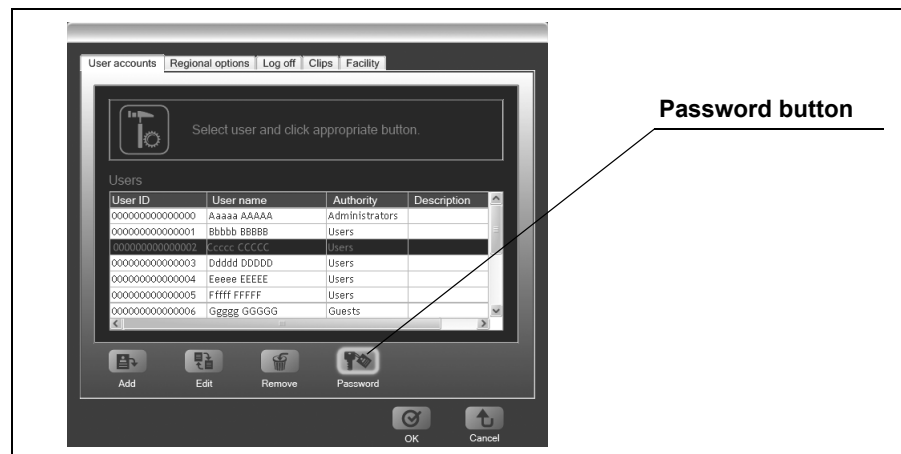 User accounts Regional options Log off Clips Facility
Password button
Select user and click appropriate button.
Users
User ID User name Authority Description
000000000000000 Aaaaa AAAAA Administrators
000000000000001 Bbbbb BBBBB Users
000000000000002 Ccccc CCCCC Users
000000000000003 Ddddd DDDDD Users
000000000000004 Eeeee EEEEE Users
000000000000005 Fffff FFFFF Users
000000000000006 Ggggg GGGGG Guests
Add Edit Remove Password
OK Cancel